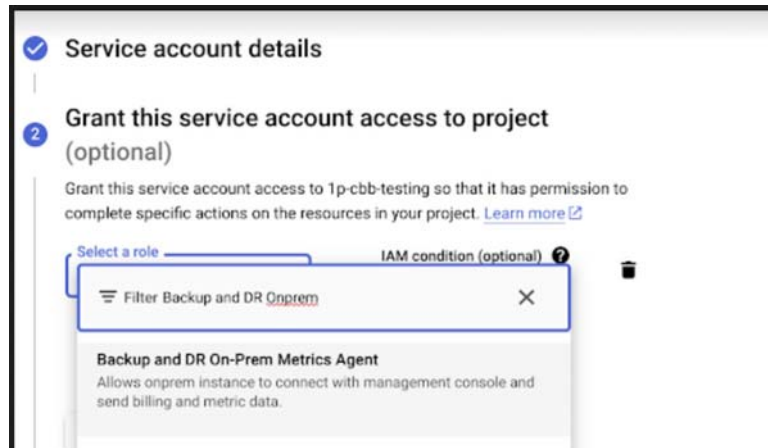 Service account details
2
Grant this service account access to project
(optional)
Grant this service account access to 1p-cbb-testing so that it has permission to
complete specific actions on the resources in your project. Learn more
Select a role
IAM condition (optional) ?
Filter Backup and DR Onprem
Backup and DR On-Prem Metrics Agent
Allows onprem instance to connect with management console and
send billing and metric data.